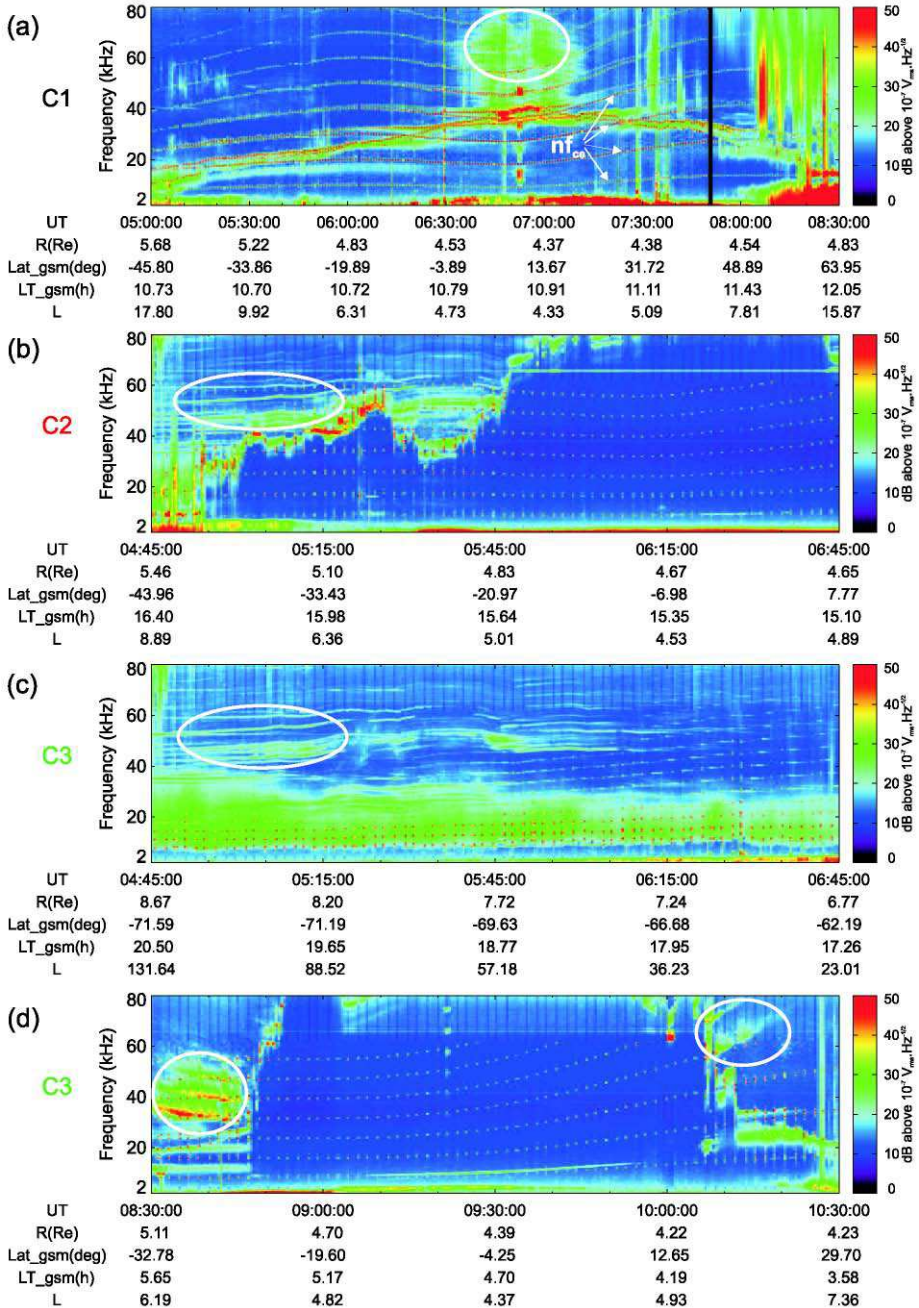 (a)
C1
Frequency (kHz)
80
60
40
20
2
nfce
50
40
30
20
10
0
dB above 10⁻⁷ Vrms.Hz⁻¹ᐟ²
UT 05:00:00 05:30:00 06:00:00 06:30:00 07:00:00 07:30:00 08:00:00 08:30:00
R(Re) 5.68 5.22 4.83 4.53 4.37 4.38 4.54 4.83
Lat_gsm(deg) -45.80 -33.86 -19.89 -3.89 13.67 31.72 48.89 63.95
LT_gsm(h) 10.73 10.70 10.72 10.79 10.91 11.11 11.43 12.05
L 17.80 9.92 6.31 4.73 4.33 5.09 7.81 15.87
(b)
C2
Frequency (kHz)
80
60
40
20
2
50
40
30
20
10
0
dB above 10⁻⁷ Vrms.Hz⁻¹ᐟ²
UT 04:45:00 05:15:00 05:45:00 06:15:00 06:45:00
R(Re) 5.46 5.10 4.83 4.67 4.65
Lat_gsm(deg) -43.96 -33.43 -20.97 -6.98 7.77
LT_gsm(h) 16.40 15.98 15.64 15.35 15.10
L 8.89 6.36 5.01 4.53 4.89
(c)
C3
Frequency (kHz)
80
60
40
20
2
50
40
30
20
10
0
dB above 10⁻⁷ Vrms.Hz⁻¹ᐟ²
UT 04:45:00 05:15:00 05:45:00 06:15:00 06:45:00
R(Re) 8.67 8.20 7.72 7.24 6.77
Lat_gsm(deg) -71.59 -71.19 -69.63 -66.68 -62.19
LT_gsm(h) 20.50 19.65 18.77 17.95 17.26
L 131.64 88.52 57.18 36.23 23.01
(d)
C3
Frequency (kHz)
80
60
40
20
2
50
40
30
20
10
0
dB above 10⁻⁷ Vrms.Hz⁻¹ᐟ²
UT 08:30:00 09:00:00 09:30:00 10:00:00 10:30:00
R(Re) 5.11 4.70 4.39 4.22 4.23
Lat_gsm(deg) -32.78 -19.60 -4.25 12.65 29.70
LT_gsm(h) 5.65 5.17 4.70 4.19 3.58
L 6.19 4.82 4.37 4.93 7.36